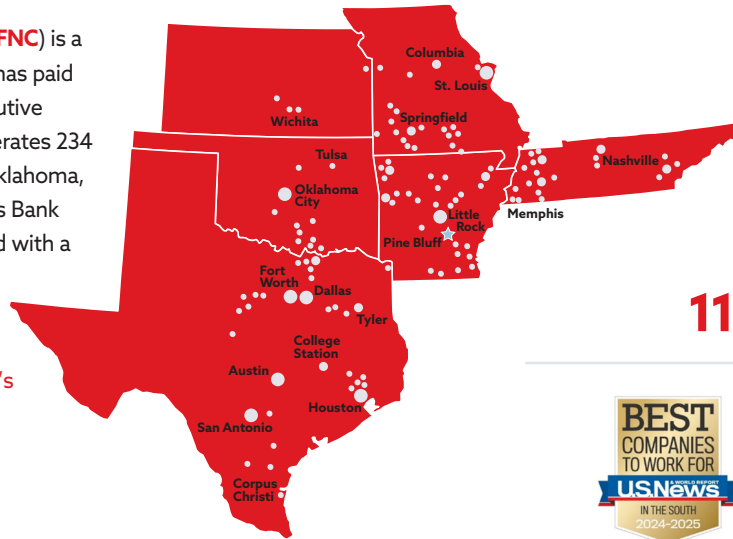 FNC) is a
has paid
utive
erates 234
klahoma,
s Bank
d with a
's
Columbia
St. Louis
Springfield
Wichita
Tulsa
Oklahoma
City
Nashville
Memphis
Little
Rock
Pine Bluff
Fort
Worth
Dallas
Tyler
College
Station
Austin
Houston
San Antonio
Corpus
Christi
11
BEST
COMPANIES
TO WORK FOR
U.S.News
& WORLD REPORT
IN THE SOUTH
2024-2025